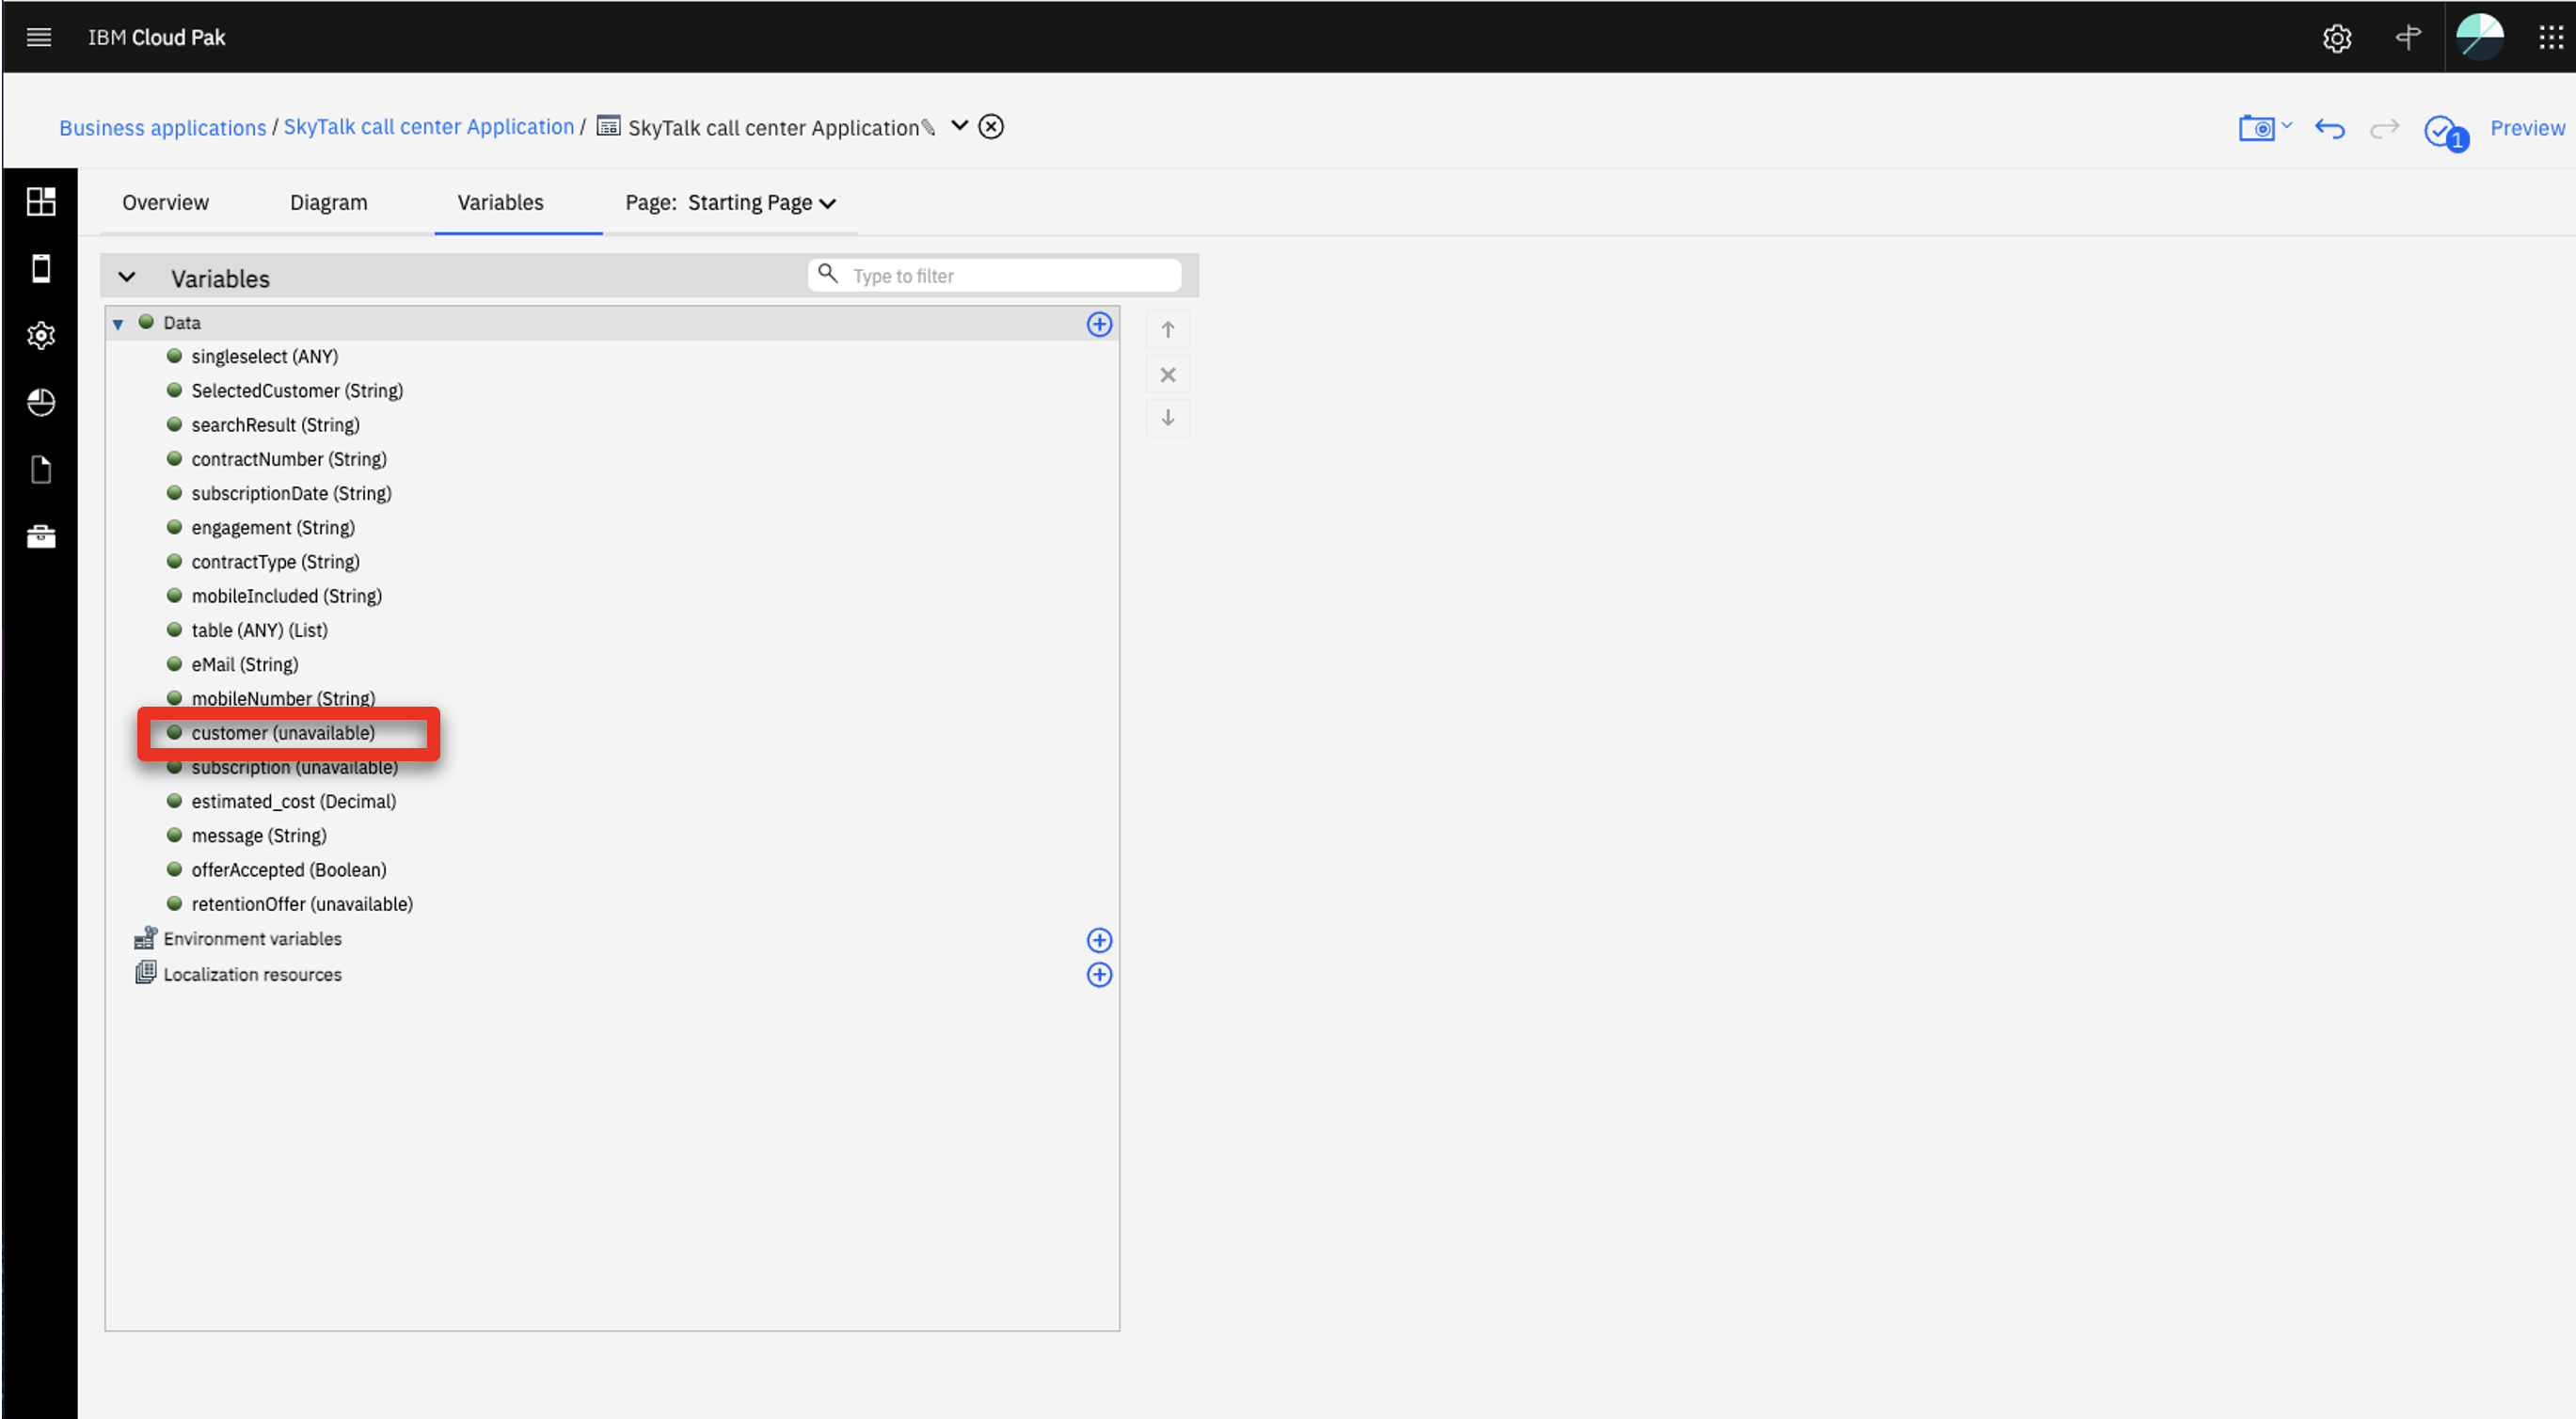 IBM Cloud Pak
Business applications / SkyTalk call center Application / SkyTalk call center Application
1
Preview
Overview
Diagram
Variables
Page: Starting Page
Variables
Type to filter
Data
singleselect (ANY)
SelectedCustomer (String)
searchResult (String)
contractNumber (String)
subscriptionDate (String)
engagement (String)
contractType (String)
mobileIncluded (String)
table (ANY) (List)
eMail (String)
mobileNumber (String)
customer (unavailable)
subscription (unavailable)
estimated_cost (Decimal)
message (String)
offerAccepted (Boolean)
retentionOffer (unavailable)
Environment variables
Localization resources